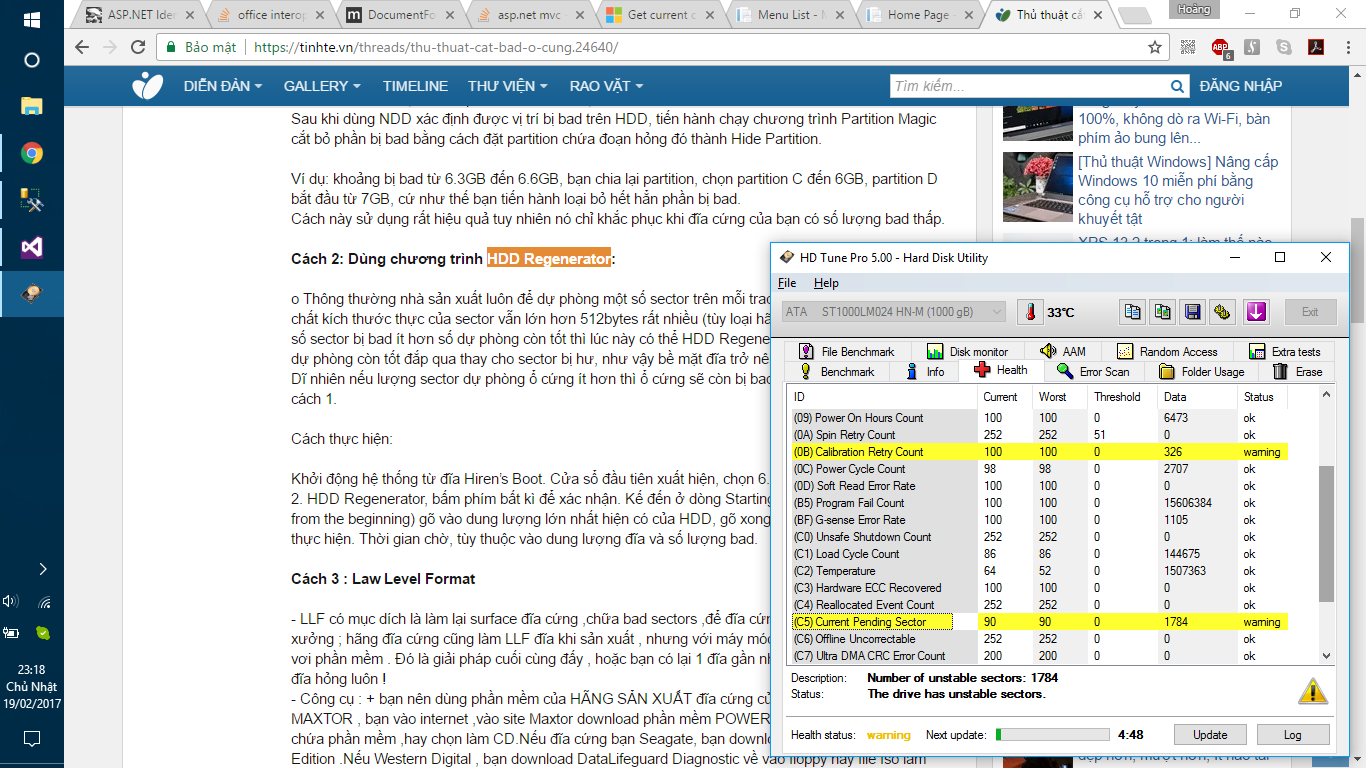 ASP.NET Iden
office interop
DocumentFo
asp.net mvc -
Get current c
Menu List - M
Home Page -
Thủ thuật cắ
Hoàng
Bảo mật
https://tinhte.vn/threads/thu-thuat-cat-bad-o-cung.24640/
ABP
6
DIỄN ĐÀN
GALLERY
TIMELINE
THƯ VIỆN
RAO VẶT
Tìm kiếm...
ĐĂNG NHẬP
Sau khi dùng NDD xác định được vị trí bị bad trên HDD, tiến hành chạy chương trình Partition Magic
cắt bỏ phần bị bad bằng cách đặt partition chứa đoạn hỏng đó thành Hide Partition.
Ví dụ: khoảng bị bad từ 6.3GB đến 6.6GB, bạn chia lại partition, chọn partition C đến 6GB, partition D
bắt đầu từ 7GB, cứ như thế bạn tiến hành loại bỏ hết hẳn phần bị bad.
Cách này sử dụng rất hiệu quả tuy nhiên nó chỉ khắc phục khi đĩa cứng của bạn có số lượng bad thấp.
Cách 2: Dùng chương trình HDD Regenerator:
o Thông thường nhà sản xuất luôn để dự phòng một số sector trên mỗi trac
chất kích thước thực của sector vẫn lớn hơn 512bytes rất nhiều (tùy loại hã
số sector bị bad ít hơn số dự phòng còn tốt thì lúc này có thể HDD Regene
dự phòng còn tốt đắp qua thay cho sector bị hư, như vậy bề mặt đĩa trở nê
Dĩ nhiên nếu lượng sector dự phòng ổ cứng ít hơn thì ổ cứng sẽ còn bị bad
cách 1.
Cách thực hiện:
Khởi động hệ thống từ đĩa Hiren's Boot. Cửa sổ đầu tiên xuất hiện, chọn 6.
2. HDD Regenerator, bấm phím bất kì để xác nhận. Kế đến ở dòng Starting
from the beginning) gõ vào dung lượng lớn nhất hiện có của HDD, gõ xong
thực hiện. Thời gian chờ, tùy thuộc vào dung lượng đĩa và số lượng bad.
Cách 3 : Law Level Format
- LLF có mục dích là làm lại surface đĩa cứng ,chữa bad sectors ,để đĩa cứn
xưởng ; hãng đĩa cứng cũng làm LLF đĩa khi sản xuất , nhưng với máy móc
vơi phần mềm . Đó là giải pháp cuối cùng đấy , hoặc bạn có lại 1 đĩa gần nh
đĩa hỏng luôn !
- Công cụ : + bạn nên dùng phần mềm của HÃNG SẢN XUẤT đĩa cứng củ
MAXTOR , bạn vào internet ,vào site Maxtor download phần mềm POWER
chứa phần mềm ,hay chọn làm CD.Nếu đĩa cứng bạn Seagate, bạn downlo
Edition .Nếu Western Digital , bạn download DataLifeguard Diagnostic về vào floppy hay file iso làm
100%, không dò ra Wi-Fi, bàn
phím ảo bung lên...
[Thủ thuật Windows] Nâng cấp
Windows 10 miễn phí bằng
công cụ hỗ trợ cho người
khuyết tật
XPS 13 2 trong 1: làm thế nào
HD Tune Pro 5.00 - Hard Disk Utility
File Help
ATA ST1000LM024 HN-M (1000 gB)
33℃
Exit
File Benchmark
Disk monitor
AAM
Random Access
Extra tests
Benchmark
Info
Health
Error Scan
Folder Usage
Erase
ID Current Worst Threshold Data Status
(09) Power On Hours Count 100 100 0 6473 ok
(0A) Spin Retry Count 252 252 51 0 ok
(0B) Calibration Retry Count 100 100 0 326 warning
(0C) Power Cycle Count 98 98 0 2707 ok
(0D) Soft Read Error Rate 100 100 0 0 ok
(B5) Program Fail Count 100 100 0 15606384 ok
(BF) G-sense Error Rate 100 100 0 1105 ok
(C0) Unsafe Shutdown Count 252 252 0 0 ok
(C1) Load Cycle Count 86 86 0 144675 ok
(C2) Temperature 64 52 0 1507363 ok
(C3) Hardware ECC Recovered 100 100 0 0 ok
(C4) Reallocated Event Count 252 252 0 0 ok
(C5) Current Pending Sector 90 90 0 1784 warning
(C6) Offline Uncorrectable 252 252 0 0 ok
(C7) Ultra DMA CRC Error Count 200 200 0 0 ok
Description: Number of unstable sectors: 1784
Status: The drive has unstable sectors.
Health status: warning
Next update:
4:48
Update
Log
23:18
Chủ Nhật
19/02/2017